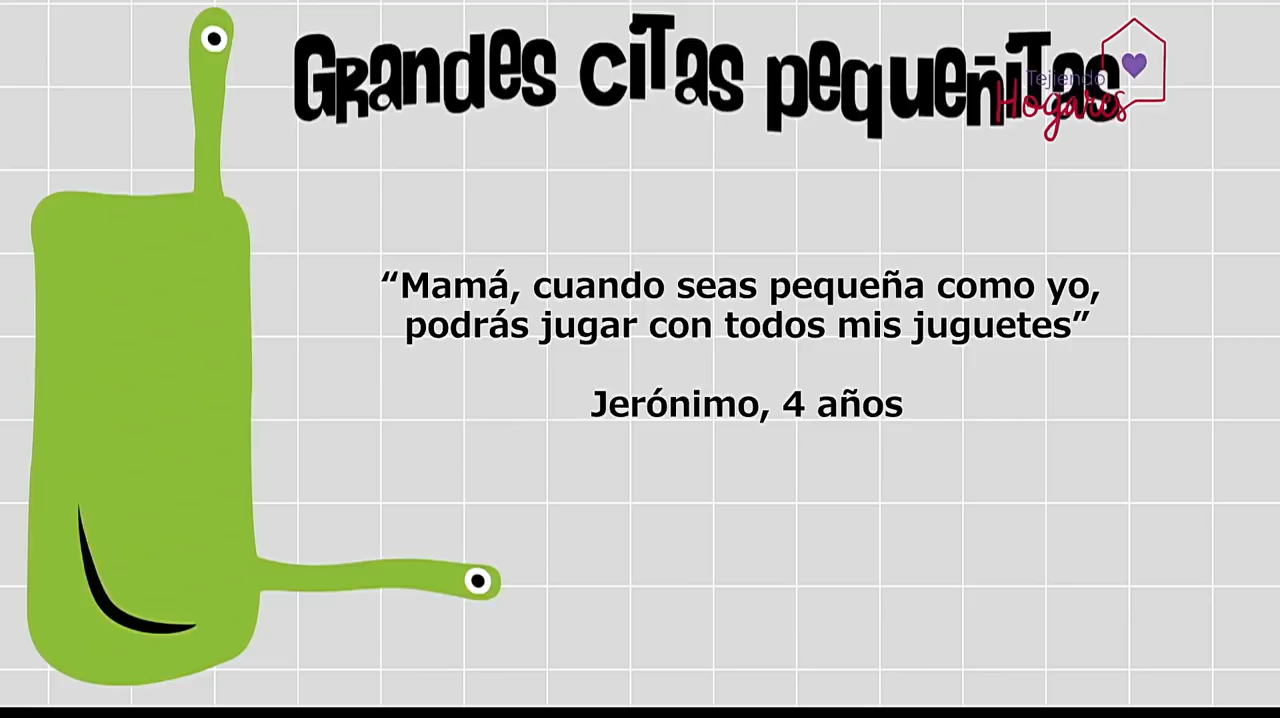 Grandes citas pequeñitas
Tejiendo
Hogares
“Mamá, cuando seas pequeña como yo,
podrás jugar con todos mis juguetes”
Jerónimo, 4 años